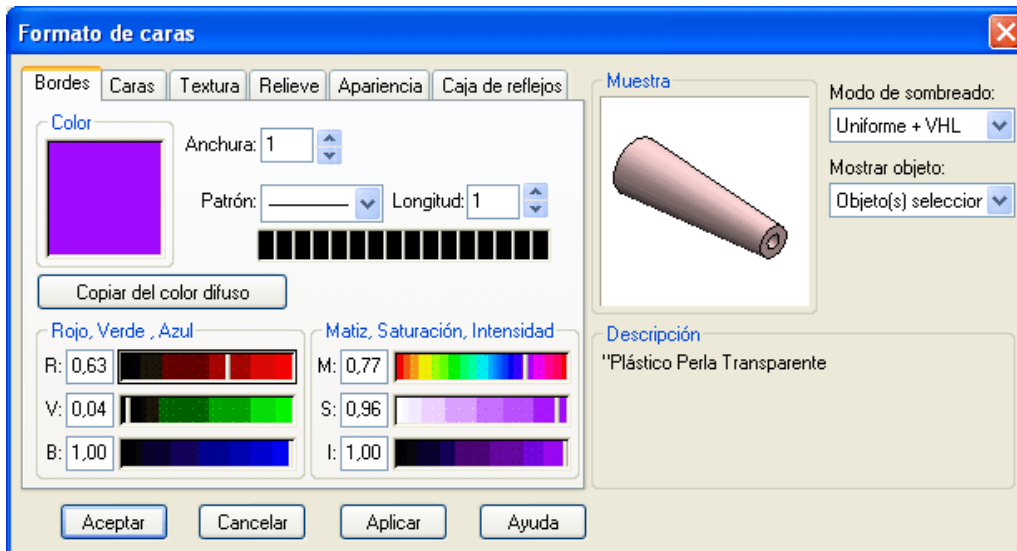 Formato de caras
Bordes Caras Textura Relieve Apariencia Caja de reflejos
Color
Anchura: 1
Patrón: Longitud: 1
Copiar del color difuso
Rojo, Verde , Azul
R: 0,63
V: 0,04
B: 1,00
Matiz, Saturación, Intensidad
M: 0,77
S: 0,96
I: 1,00
Muestra
Modo de sombreado:
Uniforme + VHL
Mostrar objeto:
Objeto(s) seleccior
Descripción
"Plástico Perla Transparente
Aceptar Cancelar Aplicar Ayuda